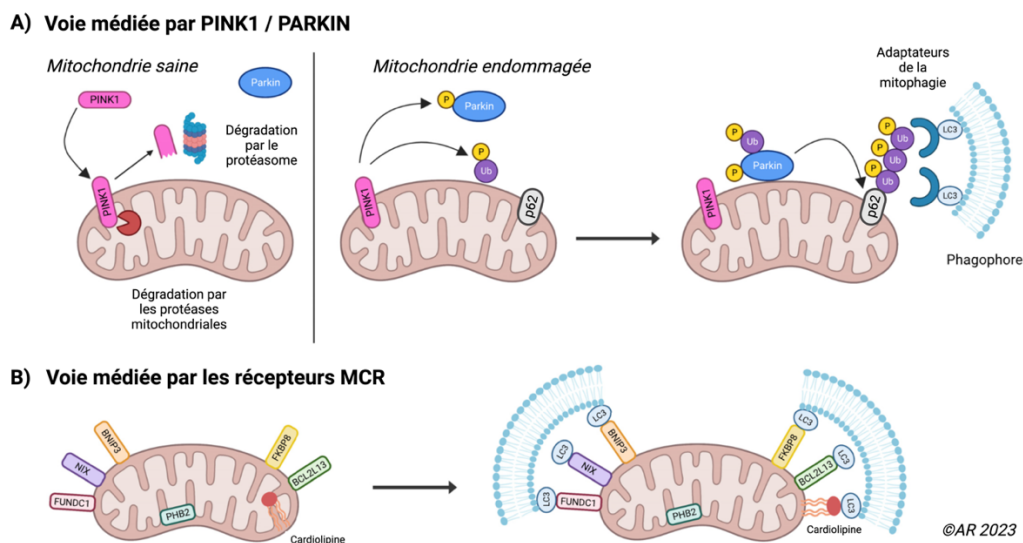 A) Voie médiée par PINK1 / PARKIN
Mitochondrie saine
PINK1
Parkin
Dégradation
par le
protéasome
PINK1
Dégradation par
les protéases
mitochondriales
Mitochondrie endommagée
P
Parkin
P
Ub
PINK1
p62
P
Ub
P
Parkin
PINK1
p62
P
Ub
P
Ub
P
Ub
Adaptateurs
de la
mitophagie
LC3
LC3
Phagophore
B) Voie médiée par les récepteurs MCR
BNIP3
NIX
FUNDC1
PHB2
FKBP8
BCL2L13
Cardiolipine
LC3
BNIP3
LC3
NIX
LC3
FUNDC1
PHB2
LC3
FKBP8
LC3
BCL2L13
LC3
Cardiolipine
©AR 2023